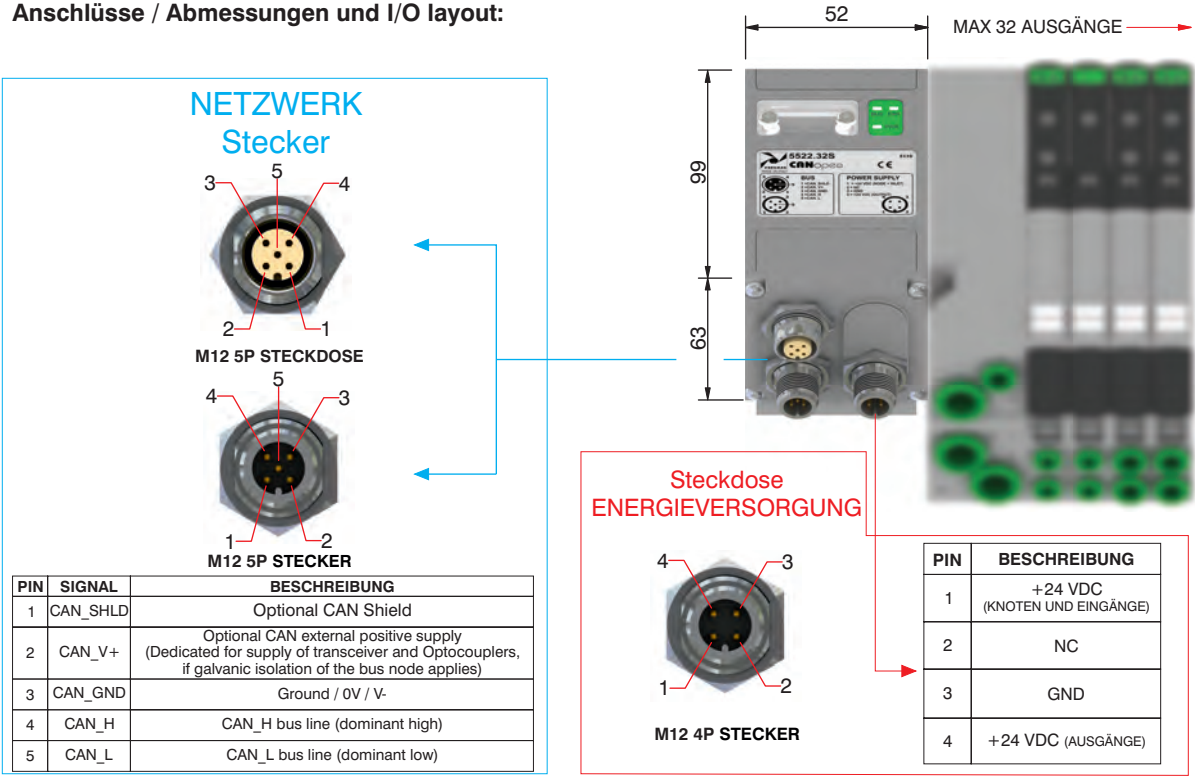 Anschlüsse / Abmessungen und I/O layout:
52
MAX 32 AUSGÄNGE
99
63
NETZWERK
Stecker
5
3
4
2
1
M12 5P STECKDOSE
5
4
3
1
2
M12 5P STECKER
PIN SIGNAL BESCHREIBUNG
1 CAN_SHLD Optional CAN Shield
2 CAN_V+ Optional CAN external positive supply
(Dedicated for supply of transceiver and Optocouplers,
if galvanic isolation of the bus node applies)
3 CAN_GND Ground / 0V / V-
4 CAN_H CAN_H bus line (dominant high)
5 CAN_L CAN_L bus line (dominant low)
5522.32S
CANopen
CE
BUS
POWER SUPPLY
Steckdose
ENERGIEVERSORGUNG
4
3
1
2
M12 4P STECKER
PIN BESCHREIBUNG
1 +24 VDC
(KNOTEN UND EINGÄNGE)
2 NC
3 GND
4 +24 VDC (AUSGÄNGE)